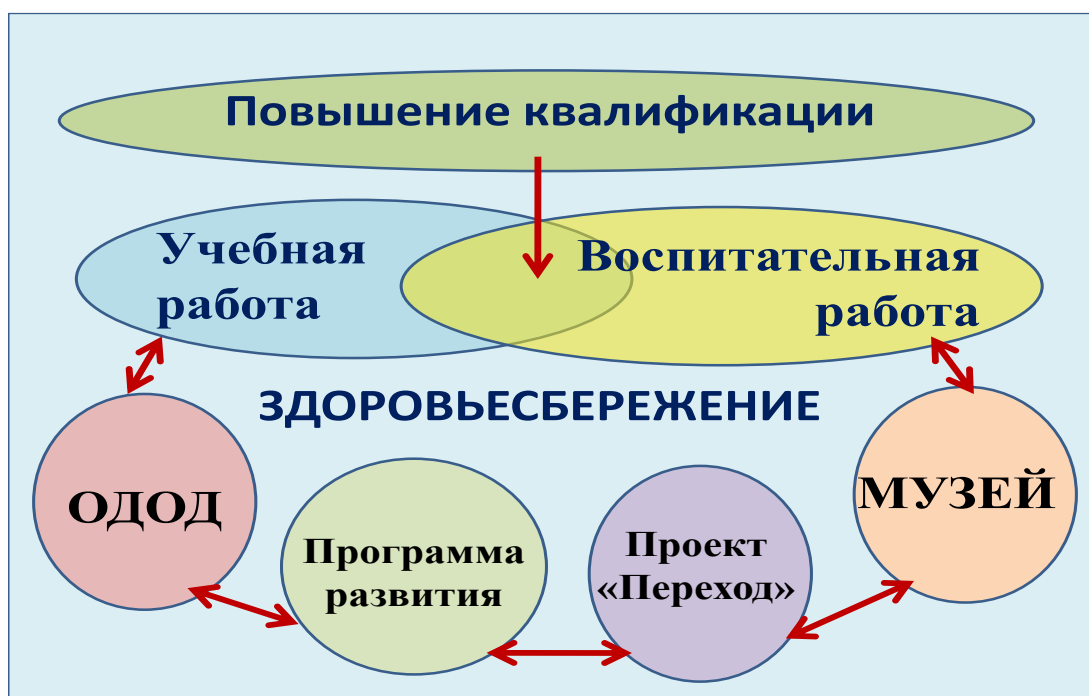 Повышение квалификации
Учебная
работа
Воспитательная
работа
ЗДОРОВЬЕСБЕРЕЖЕНИЕ
ОДОД
Программа
развития
Проект
«Переход»
МУЗЕЙ